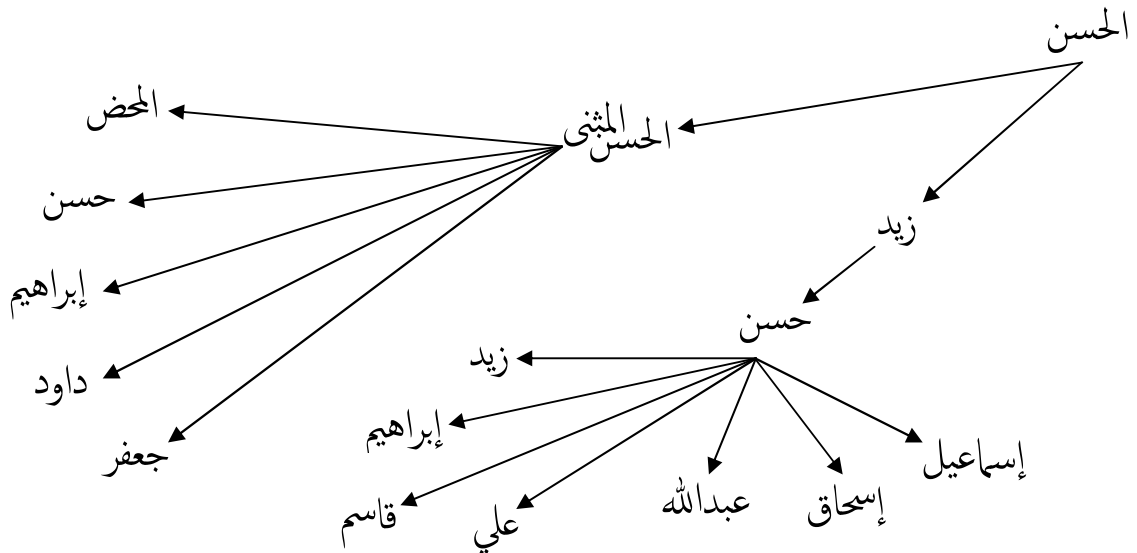 الحسن
الحسن المثنى
المحض
حسن
إبراهيم
داود
جعفر
زيد
حسن
زيد
إبراهيم
قاسم
علي
عبدالله
إسحاق
إسماعيل